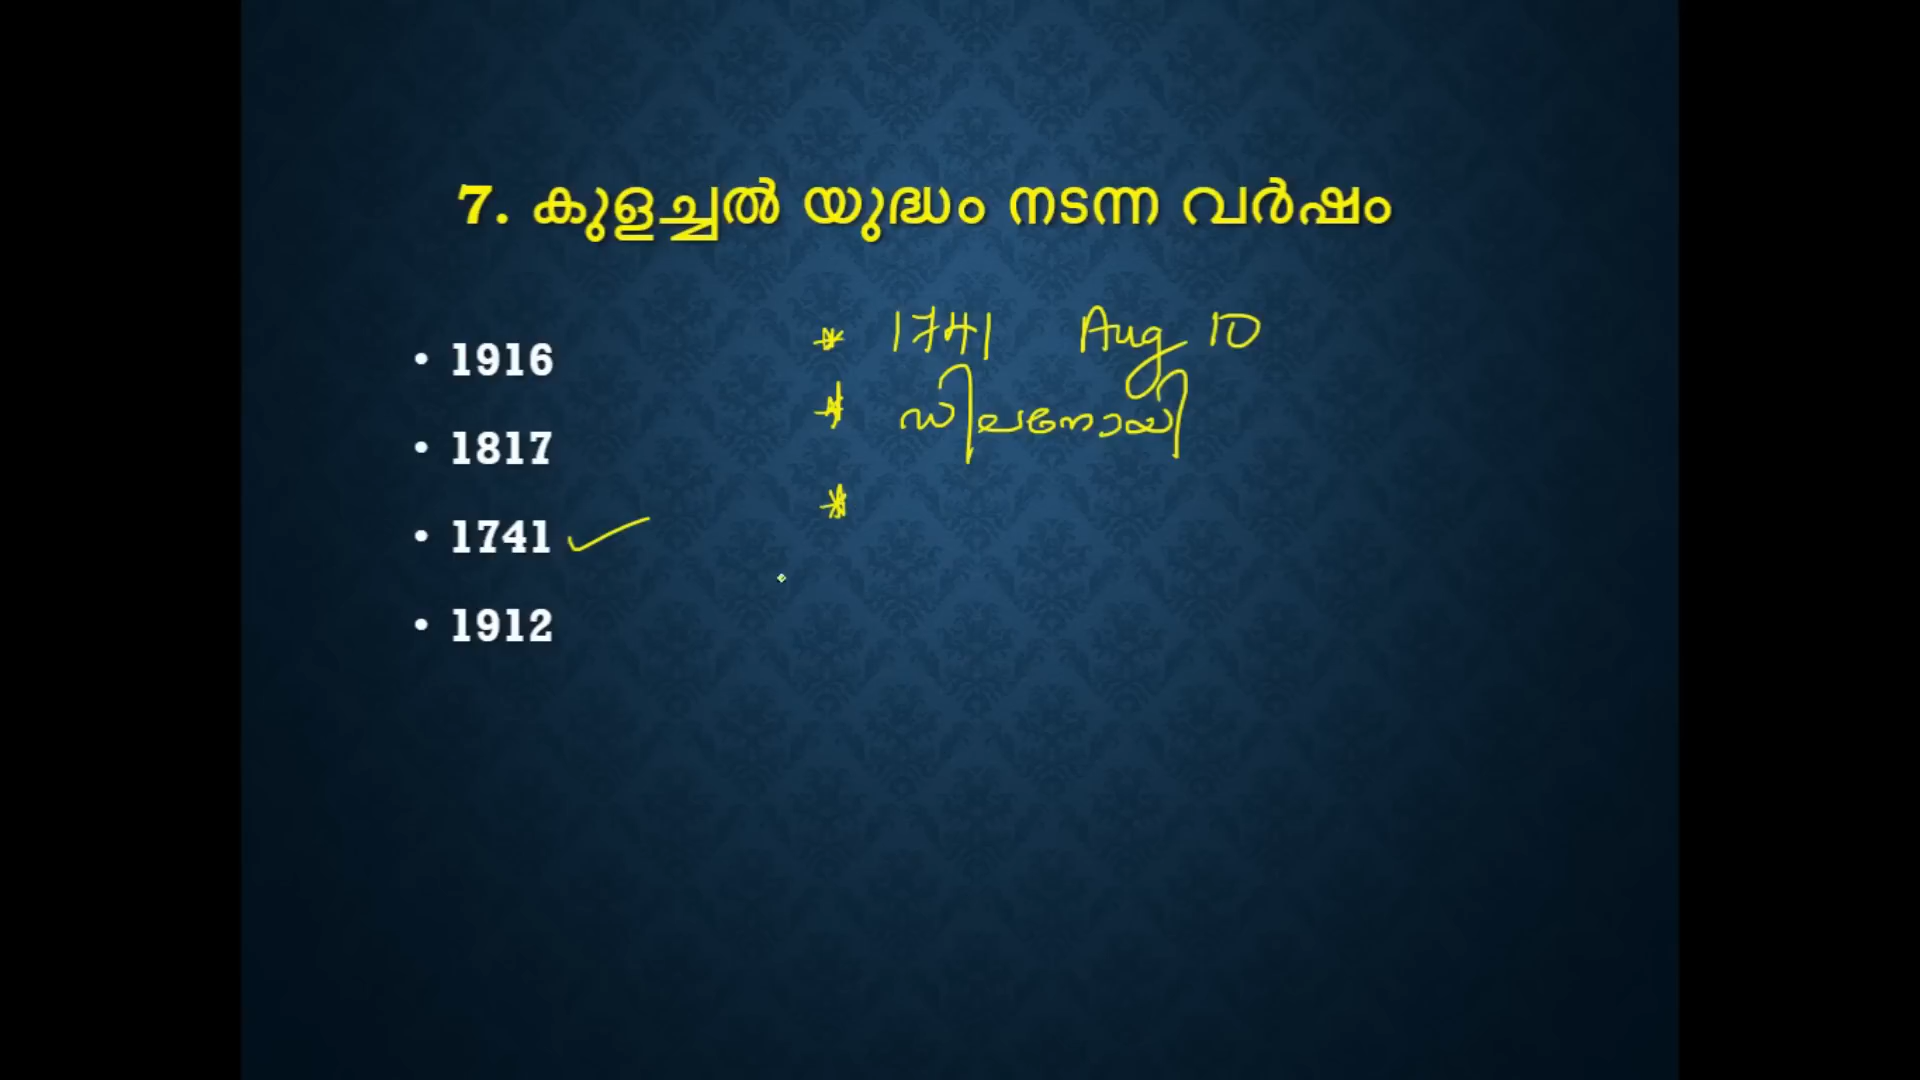 7. കുളച്ചൽ യുദ്ധം നടന്ന വർഷം
• 1916
• 1817
• 1741
• 1912
* 1741 Aug 10
* ഡിലനോയി
*